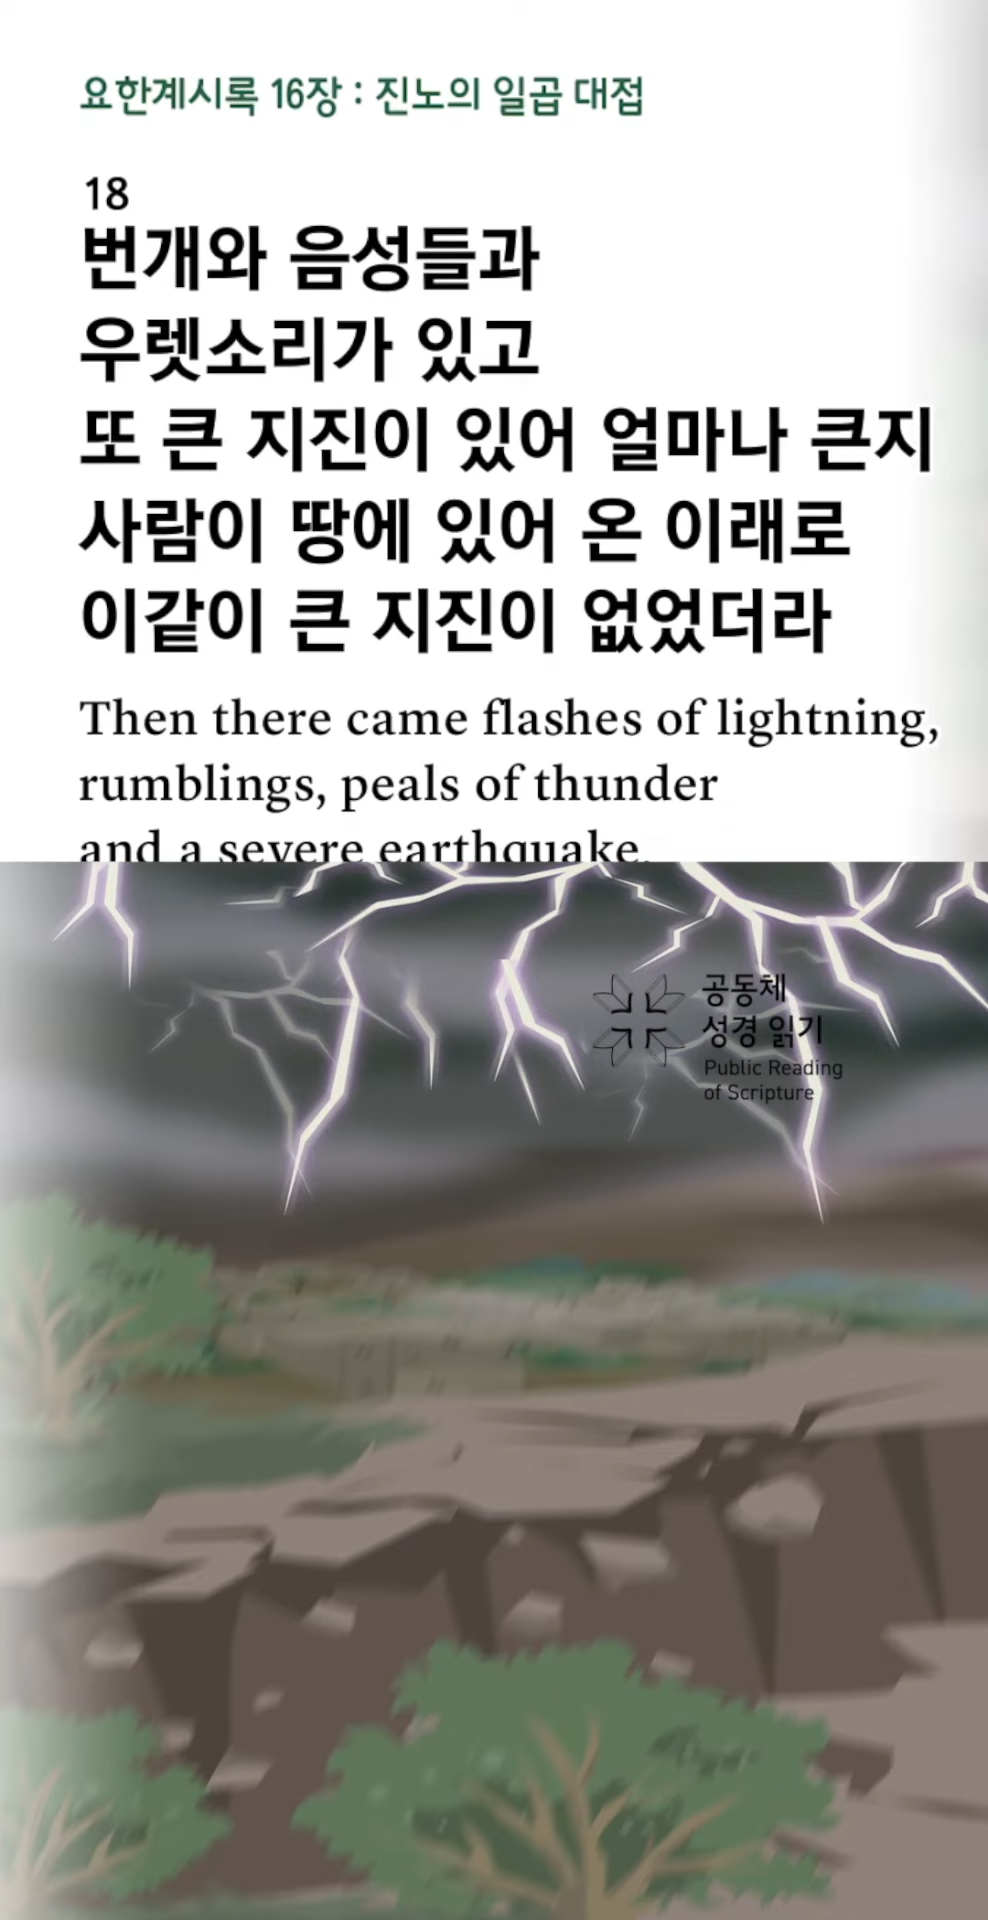 요한계시록 16장 : 진노의 일곱 대접
18
번개와 음성들과
우렛소리가 있고
또 큰 지진이 있어 얼마나 큰지
사람이 땅에 있어 온 이래로
이같이 큰 지진이 없었더라
Then there came flashes of lightning,
rumblings, peals of thunder
and a severe earthquake.
공동체
성경 읽기
Public Reading
of Scripture